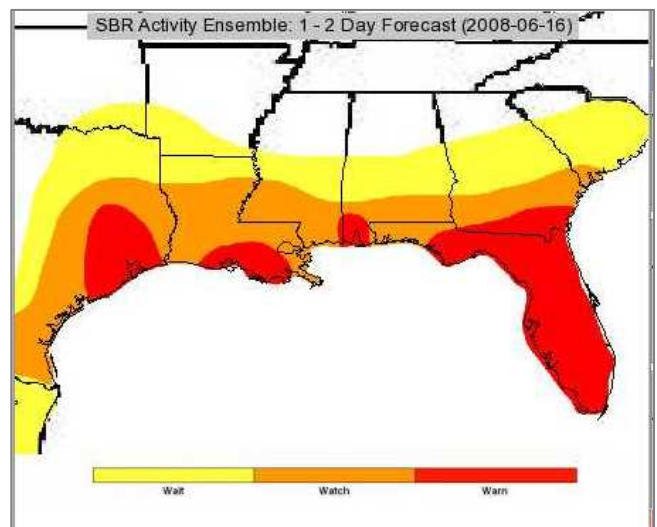 SBR Activity Ensemble: 1 - 2 Day Forecast (2008-06-16)
Wait Watch Warn